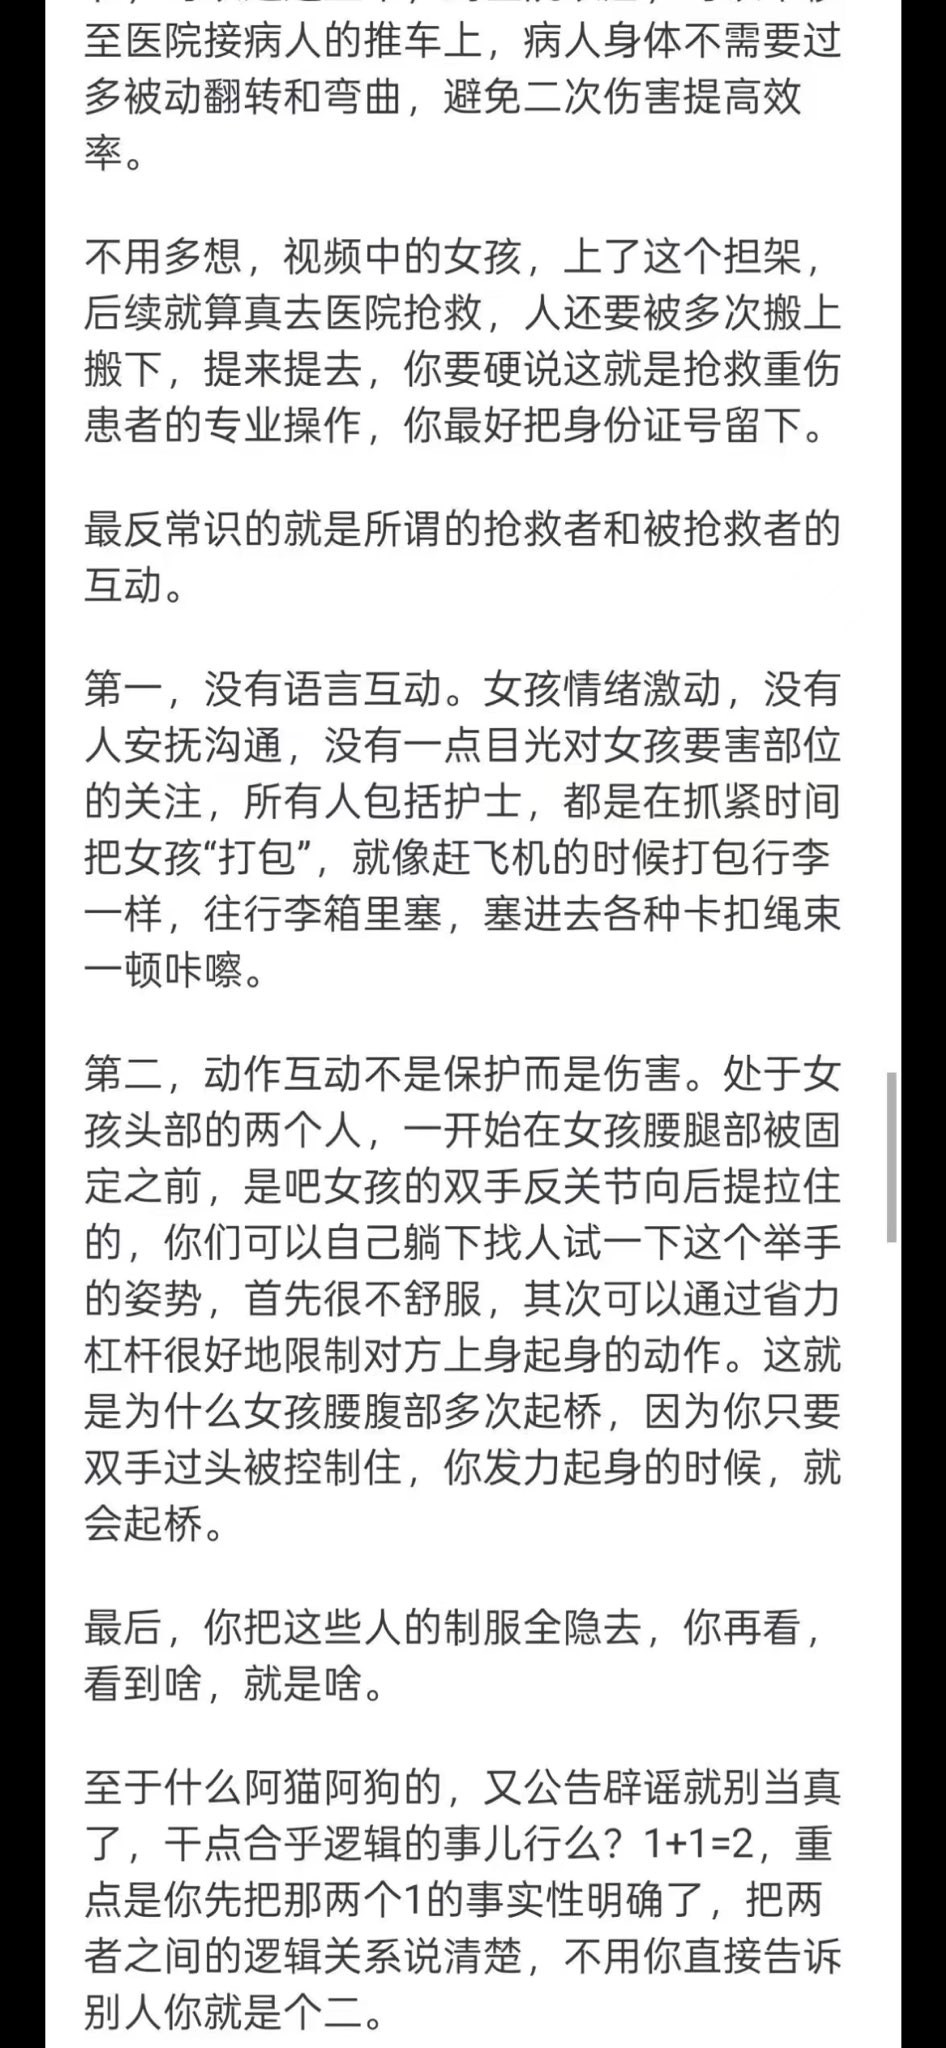 至医院接病人的推车上，病人身体不需要过
多被动翻转和弯曲，避免二次伤害提高效
率。
不用多想，视频中的女孩，上了这个担架，
后续就算真去医院抢救，人还要被多次搬上
搬下，提来提去，你要硬说这就是抢救重伤
患者的专业操作，你最好把身份证号留下。
最反常识的就是所谓的抢救者和被抢救者的
互动。
第一，没有语言互动。女孩情绪激动，没有
人安抚沟通，没有一点目光对女孩要害部位
的关注，所有人包括护士，都是在抓紧时间
把女孩“打包”，就像赶飞机的时候打包行李
一样，往行李箱里塞，塞进去各种卡扣绳束
一顿咔嚓。
第二，动作互动不是保护而是伤害。处于女
孩头部的两个人，一开始在女孩腰腿部被固
定之前，是吧女孩的双手反关节向后提拉住
的，你们可以自己躺下找人试一下这个举手
的姿势，首先很不舒服，其次可以通过省力
杠杆很好地限制对方上身起身的动作。这就
是为什么女孩腰腹部多次起桥，因为你只要
双手过头被控制住，你发力起身的时候，就
会起桥。
最后，你把这些人的制服全隐去，你再看，
看到啥，就是啥。
至于什么阿猫阿狗的，又公告辟谣就别当真
了，干点合乎逻辑的事儿行么？1+1=2，重
点是你先把那两个1的事实性明确了，把两
者之间的逻辑关系说清楚，不用你直接告诉
别人你就是个二。